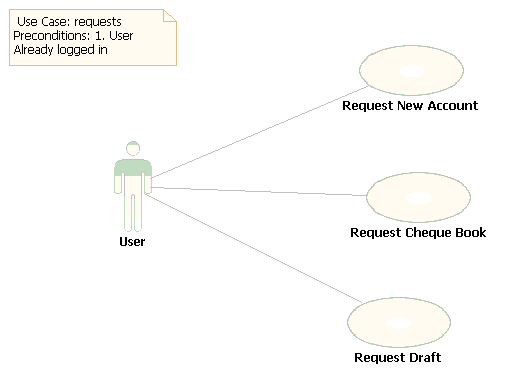 Use Case: requests
Preconditions: 1. User
Already logged in
Request New Account
User
Request Cheque Book
Request Draft